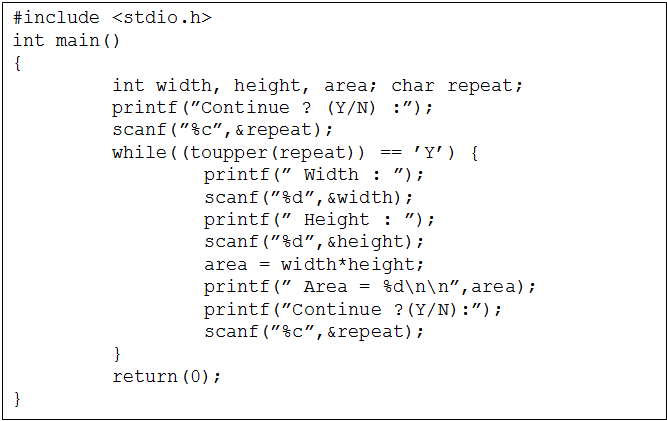 #include <stdio.h>
int main()
{
int width, height, area; char repeat;
printf(”Continue ? (Y/N) :”);
scanf(”%c”,&repeat);
while((toupper(repeat)) == ’Y’) {
printf(” Width : ”);
scanf(”%d”,&width);
printf(” Height : ”);
scanf(”%d”,&height);
area = width*height;
printf(” Area = %d\n\n”,area);
printf(”Continue ?(Y/N):”);
scanf(”%c”,&repeat);
}
return(0);
}